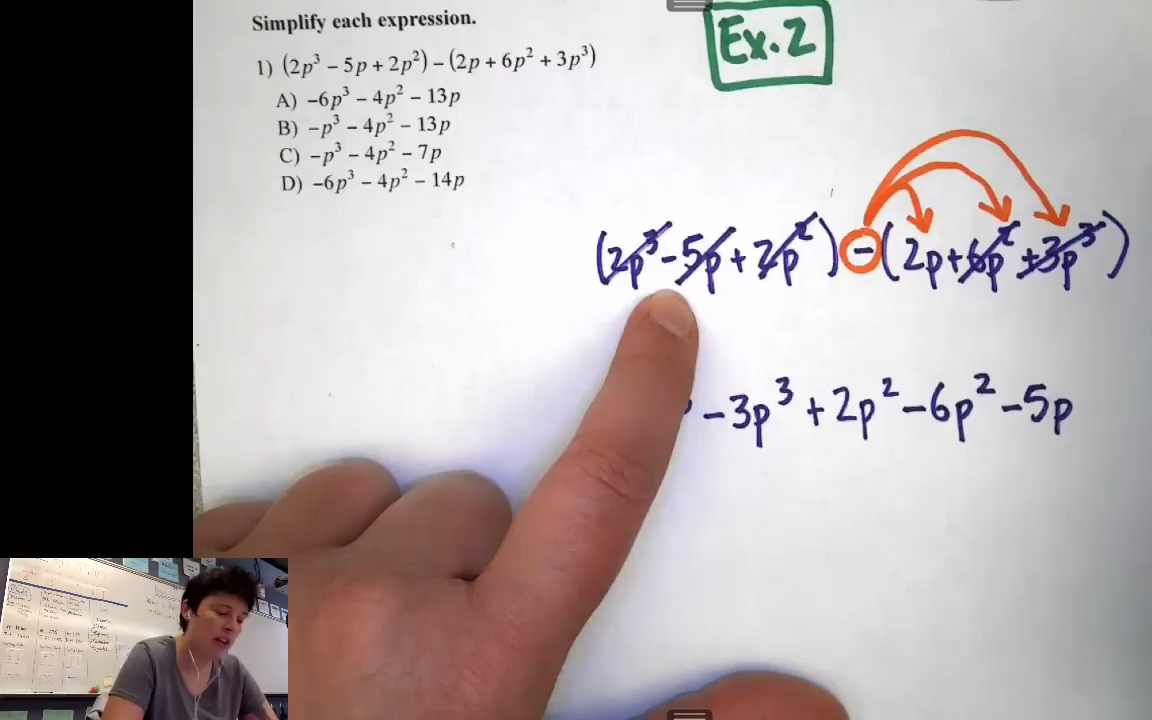 Simplify each expression.
Ex.2
1) (2p³ − 5p + 2p²) − (2p + 6p² + 3p³)
A) −6p³ − 4p² − 13p
B) −p³ − 4p² − 13p
C) −p³ − 4p² − 7p
D) −6p³ − 4p² − 14p
(2p³ − 5p + 2p²) − (2p + 6p² + 3p³)
− 3p³ + 2p² − 6p² − 5p